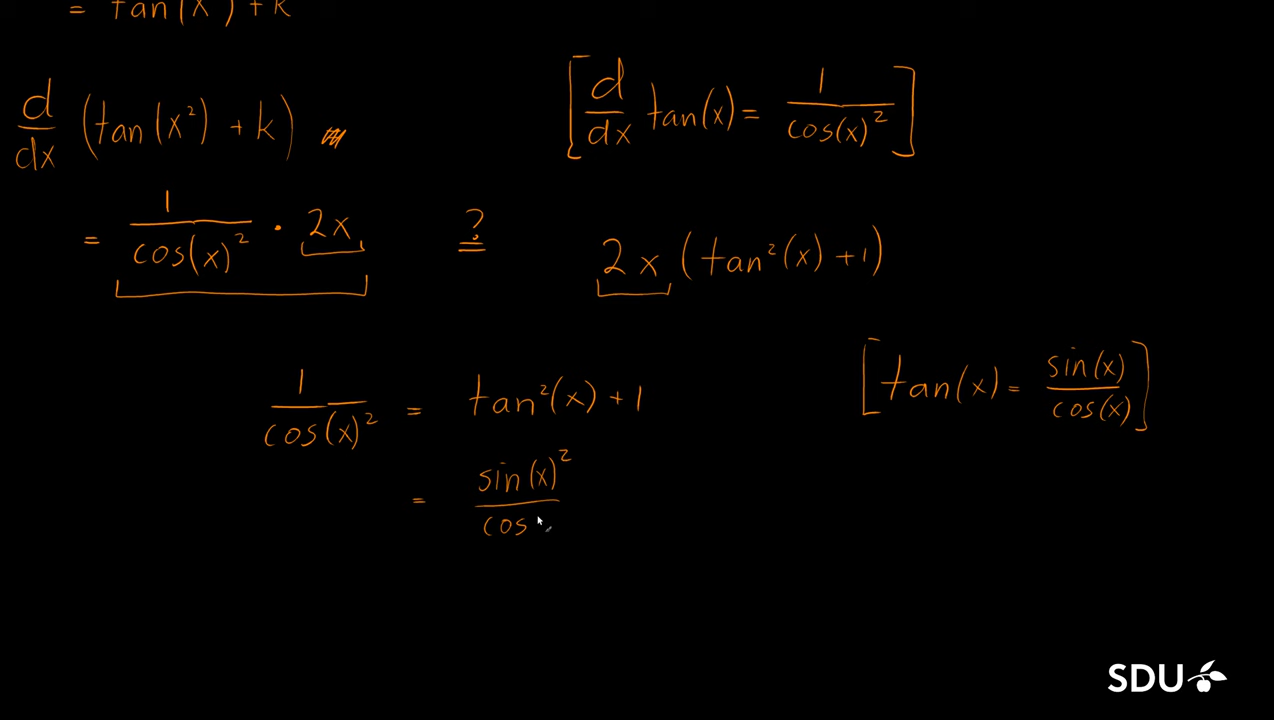 = tan(x ) + k
d/dx (tan(x²) + k)
[d/dx tan(x) = 1/cos(x)²]
= 1/cos(x)² · 2x ?= 2x (tan²(x) + 1)
1/cos(x)² = tan²(x) + 1
[tan(x) = sin(x)/cos(x)]
= sin(x)²/cos
SDU